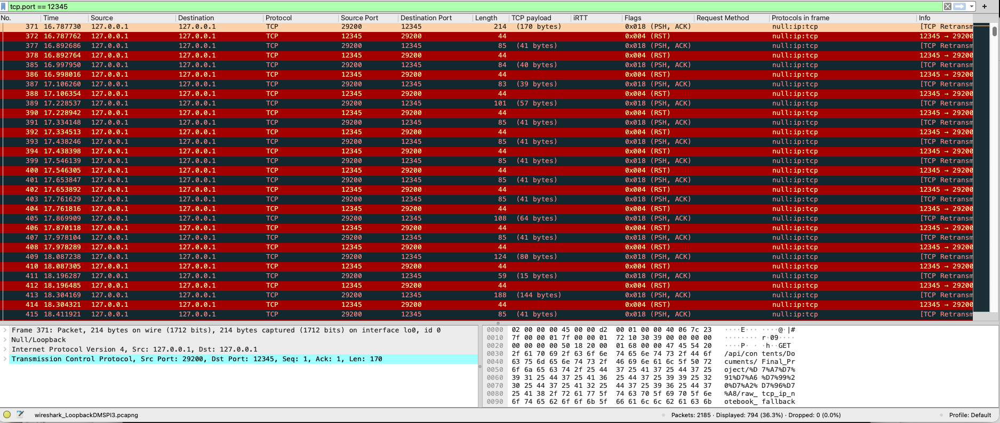 tcp.port == 12345
No. Time Source Destination Protocol Source Port Destination Port Length TCP payload iRTT Flags Request Method Protocols in frame Info
371 16.787730 127.0.0.1 127.0.0.1 TCP 29200 12345 214 (170 bytes) 0x018 (PSH, ACK) null:ip:tcp [TCP Retransm
372 16.787762 127.0.0.1 127.0.0.1 TCP 12345 29200 44 0x004 (RST) null:ip:tcp 12345 → 29200
377 16.892686 127.0.0.1 127.0.0.1 TCP 29200 12345 85 (41 bytes) 0x018 (PSH, ACK) null:ip:tcp [TCP Retransm
378 16.892764 127.0.0.1 127.0.0.1 TCP 12345 29200 44 0x004 (RST) null:ip:tcp 12345 → 29200
385 16.997950 127.0.0.1 127.0.0.1 TCP 29200 12345 84 (40 bytes) 0x018 (PSH, ACK) null:ip:tcp [TCP Retransm
386 16.998016 127.0.0.1 127.0.0.1 TCP 12345 29200 44 0x004 (RST) null:ip:tcp 12345 → 29200
387 17.106260 127.0.0.1 127.0.0.1 TCP 29200 12345 83 (39 bytes) 0x018 (PSH, ACK) null:ip:tcp [TCP Retransm
388 17.106354 127.0.0.1 127.0.0.1 TCP 12345 29200 44 0x004 (RST) null:ip:tcp 12345 → 29200
389 17.228537 127.0.0.1 127.0.0.1 TCP 29200 12345 101 (57 bytes) 0x018 (PSH, ACK) null:ip:tcp [TCP Retransm
390 17.228942 127.0.0.1 127.0.0.1 TCP 12345 29200 44 0x004 (RST) null:ip:tcp 12345 → 29200
391 17.334148 127.0.0.1 127.0.0.1 TCP 29200 12345 85 (41 bytes) 0x018 (PSH, ACK) null:ip:tcp [TCP Retransm
392 17.334513 127.0.0.1 127.0.0.1 TCP 12345 29200 44 0x004 (RST) null:ip:tcp 12345 → 29200
393 17.438246 127.0.0.1 127.0.0.1 TCP 29200 12345 85 (41 bytes) 0x018 (PSH, ACK) null:ip:tcp [TCP Retransm
394 17.438398 127.0.0.1 127.0.0.1 TCP 12345 29200 44 0x004 (RST) null:ip:tcp 12345 → 29200
399 17.546139 127.0.0.1 127.0.0.1 TCP 29200 12345 85 (41 bytes) 0x018 (PSH, ACK) null:ip:tcp [TCP Retransm
400 17.546305 127.0.0.1 127.0.0.1 TCP 12345 29200 44 0x004 (RST) null:ip:tcp 12345 → 29200
401 17.653847 127.0.0.1 127.0.0.1 TCP 29200 12345 85 (41 bytes) 0x018 (PSH, ACK) null:ip:tcp [TCP Retransm
402 17.653892 127.0.0.1 127.0.0.1 TCP 12345 29200 44 0x004 (RST) null:ip:tcp 12345 → 29200
403 17.761629 127.0.0.1 127.0.0.1 TCP 29200 12345 85 (41 bytes) 0x018 (PSH, ACK) null:ip:tcp [TCP Retransm
404 17.761816 127.0.0.1 127.0.0.1 TCP 12345 29200 44 0x004 (RST) null:ip:tcp 12345 → 29200
405 17.869909 127.0.0.1 127.0.0.1 TCP 29200 12345 108 (64 bytes) 0x018 (PSH, ACK) null:ip:tcp [TCP Retransm
406 17.870118 127.0.0.1 127.0.0.1 TCP 12345 29200 44 0x004 (RST) null:ip:tcp 12345 → 29200
407 17.978104 127.0.0.1 127.0.0.1 TCP 29200 12345 85 (41 bytes) 0x018 (PSH, ACK) null:ip:tcp [TCP Retransm
408 17.978289 127.0.0.1 127.0.0.1 TCP 12345 29200 44 0x004 (RST) null:ip:tcp 12345 → 29200
409 18.087238 127.0.0.1 127.0.0.1 TCP 29200 12345 124 (80 bytes) 0x018 (PSH, ACK) null:ip:tcp [TCP Retransm
410 18.087305 127.0.0.1 127.0.0.1 TCP 12345 29200 44 0x004 (RST) null:ip:tcp 12345 → 29200
411 18.196287 127.0.0.1 127.0.0.1 TCP 29200 12345 59 (15 bytes) 0x018 (PSH, ACK) null:ip:tcp [TCP Retransm
412 18.196485 127.0.0.1 127.0.0.1 TCP 12345 29200 44 0x004 (RST) null:ip:tcp 12345 → 29200
413 18.304169 127.0.0.1 127.0.0.1 TCP 29200 12345 188 (144 bytes) 0x018 (PSH, ACK) null:ip:tcp [TCP Retransm
414 18.304321 127.0.0.1 127.0.0.1 TCP 12345 29200 44 0x004 (RST) null:ip:tcp 12345 → 29200
415 18.411921 127.0.0.1 127.0.0.1 TCP 29200 12345 85 (41 bytes) 0x018 (PSH, ACK) null:ip:tcp [TCP Retransm
Frame 371: Packet, 214 bytes on wire (1712 bits), 214 bytes captured (1712 bits) on interface lo0, id 0
Null/Loopback
Internet Protocol Version 4, Src: 127.0.0.1, Dst: 127.0.0.1
Transmission Control Protocol, Src Port: 29200, Dst Port: 12345, Seq: 1, Ack: 1, Len: 170
0000 02 00 00 00 45 00 00 d2 00 01 00 00 40 06 7c 23 ····E··· ····@·|#
0010 7f 00 00 01 7f 00 00 01 72 10 30 39 00 00 00 00 ········ r·09····
0020 00 00 00 00 50 18 20 00 01 68 00 00 47 45 54 20 ····P· · ·h··GET
0030 2f 61 70 69 2f 63 6f 6e 74 65 6e 74 73 2f 44 6f /api/con tents/Do
0040 63 75 6d 65 6e 74 73 2f 46 69 6e 61 6c 5f 50 72 cuments/ Final_Pr
0050 6f 6a 65 63 74 2f 25 44 37 25 41 37 25 44 37 25 oject/%D 7%A7%D7%
0060 39 31 25 44 37 25 41 36 25 44 37 25 39 39 25 32 91%D7%A6 %D7%99%2
0070 30 25 44 37 25 41 32 25 44 37 25 39 36 25 44 37 0%D7%A2% D7%96%D7
0080 25 41 38 2f 72 61 77 5f 74 63 70 5f 69 70 5f 6e %A8/raw_ tcp_ip_n
0090 6f 74 65 62 6f 6f 6b 5f 66 61 6c 6c 62 61 63 6b otebook_ fallback
wireshark_LoopbackDMSPI3.pcapng Packets: 2185 · Displayed: 794 (36.3%) · Dropped: 0 (0.0%) Profile: Default